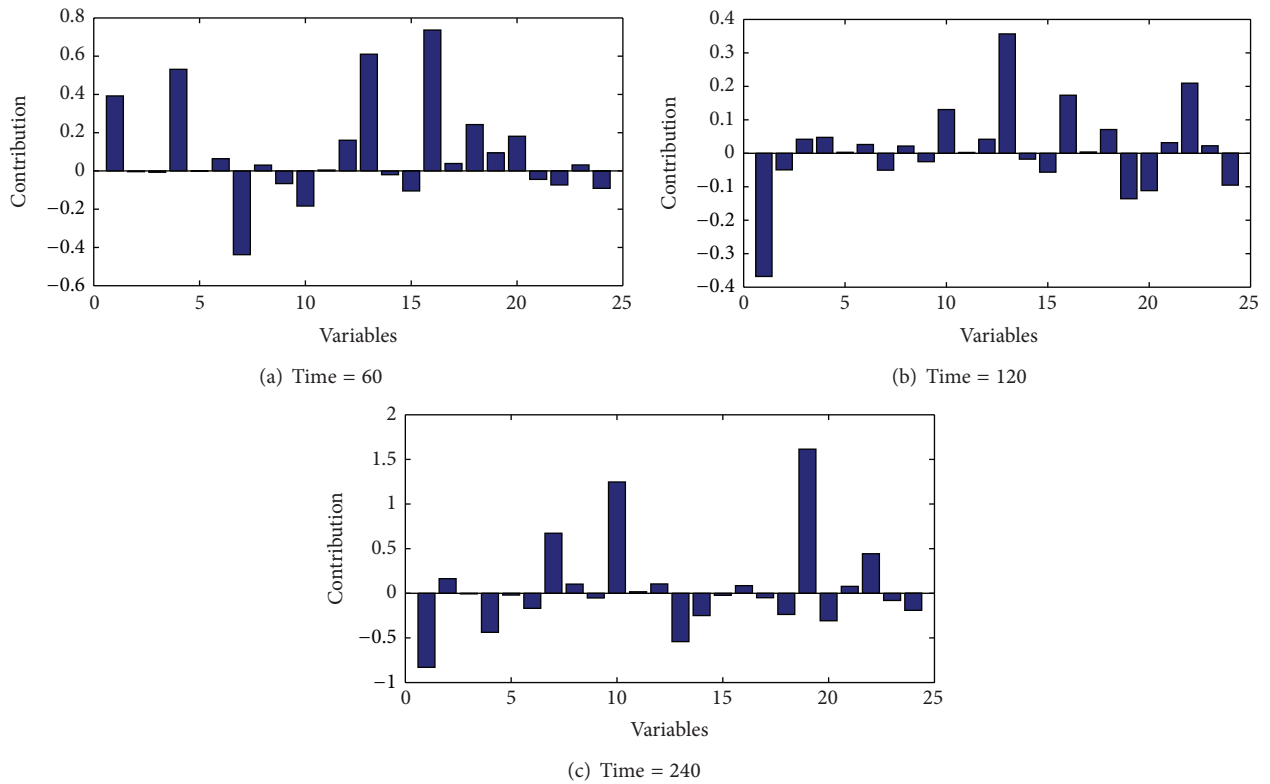 0.8
0.6
0.4
0.2
0
−0.2
−0.4
−0.6
Contribution
0 5 10 15 20 25
Variables
(a) Time = 60
0.4
0.3
0.2
0.1
0
−0.1
−0.2
−0.3
−0.4
Contribution
0 5 10 15 20 25
Variables
(b) Time = 120
2
1.5
1
0.5
0
−0.5
−1
Contribution
0 5 10 15 20 25
Variables
(c) Time = 240